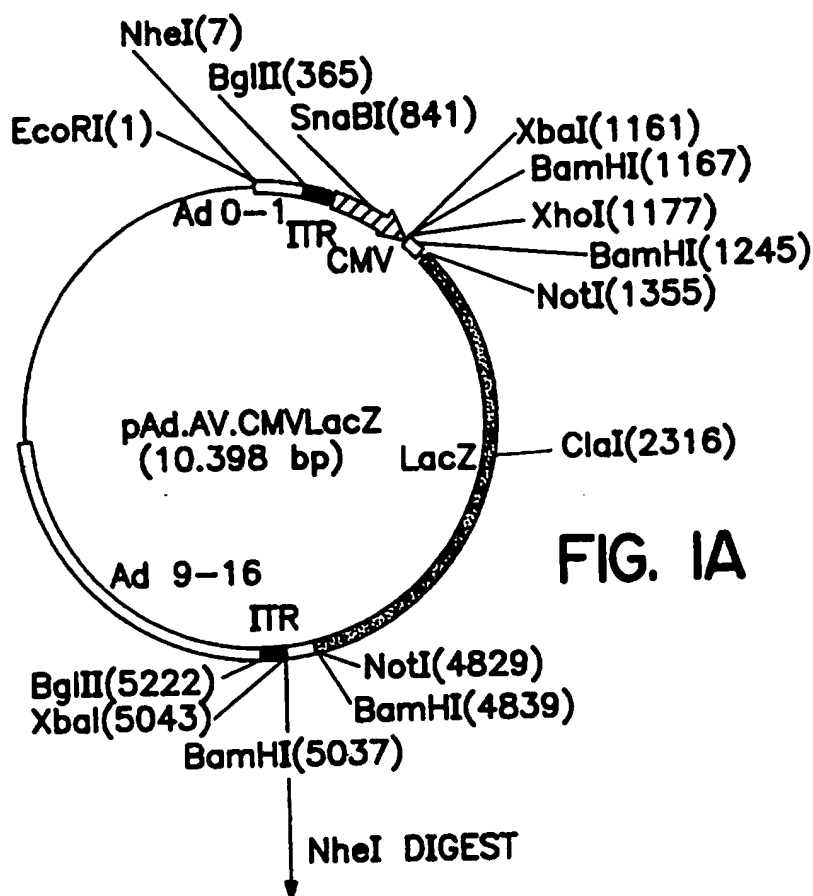 NheI(7)
BglII(365)
SnaBI(841)
EcoRI(1)
XbaI(1161)
BamHI(1167)
XhoI(1177)
BamHI(1245)
NotI(1355)
Ad 0-1
ITR
CMV
pAd.AV.CMVLacZ
(10.398 bp)
LacZ
ClaI(2316)
FIG. 1A
Ad 9-16
ITR
BglII(5222)
XbaI(5043)
BamHI(5037)
NotI(4829)
BamHI(4839)
NheI DIGEST